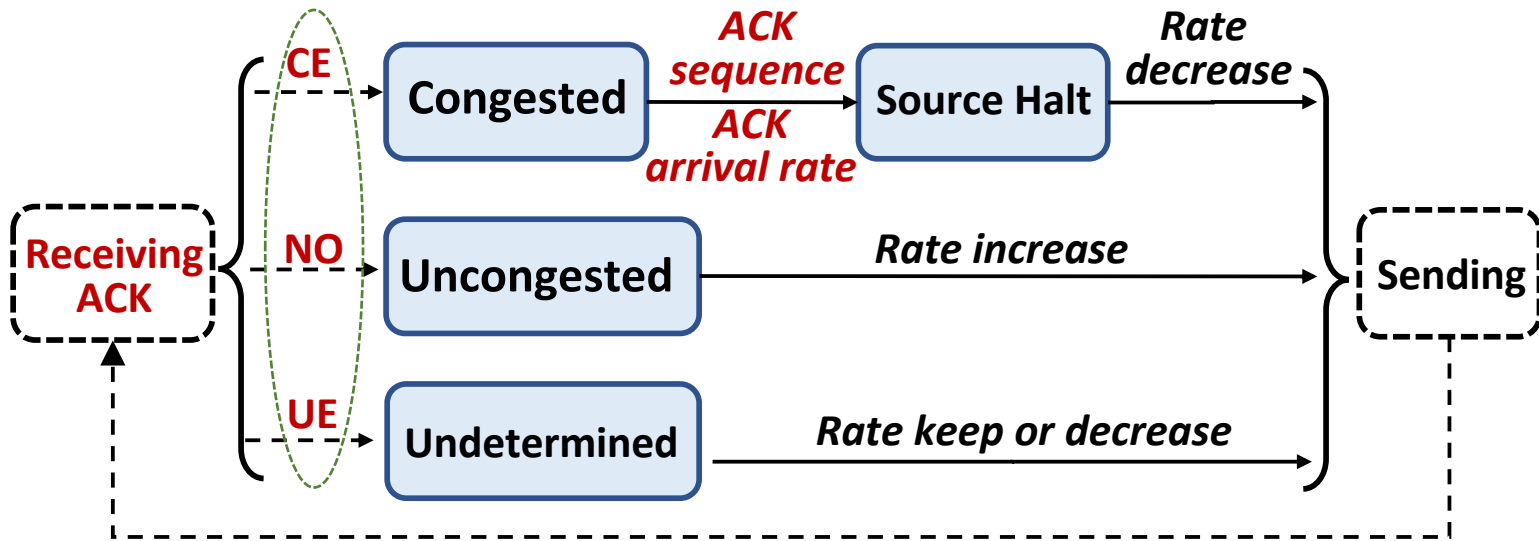 CE
Congested
ACK
sequence
ACK
arrival rate
Source Halt
Rate
decrease
Receiving
ACK
NO
Uncongested
Rate increase
Sending
UE
Undetermined
Rate keep or decrease